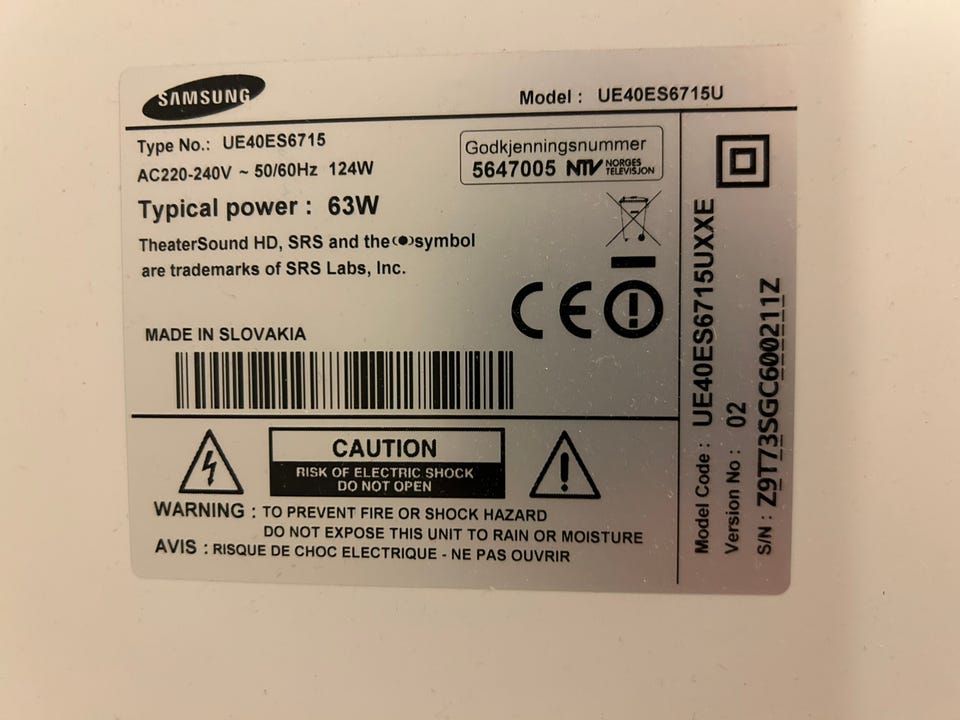 SAMSUNG
Model : UE40ES6715U
Type No.: UE40ES6715
AC220-240V ~ 50/60Hz 124W
Typical power : 63W
TheaterSound HD, SRS and the symbol
are trademarks of SRS Labs, Inc.
Godkjenningsnummer
5647005 NTV NORGES
TELEVISJON
CE
MADE IN SLOVAKIA
CAUTION
RISK OF ELECTRIC SHOCK
DO NOT OPEN
WARNING : TO PREVENT FIRE OR SHOCK HAZARD
DO NOT EXPOSE THIS UNIT TO RAIN OR MOISTURE
AVIS : RISQUE DE CHOC ELECTRIQUE - NE PAS OUVRIR
Model Code : UE40ES6715UXXE
Version No : 02
S/N : Z9T73SGC600211Z